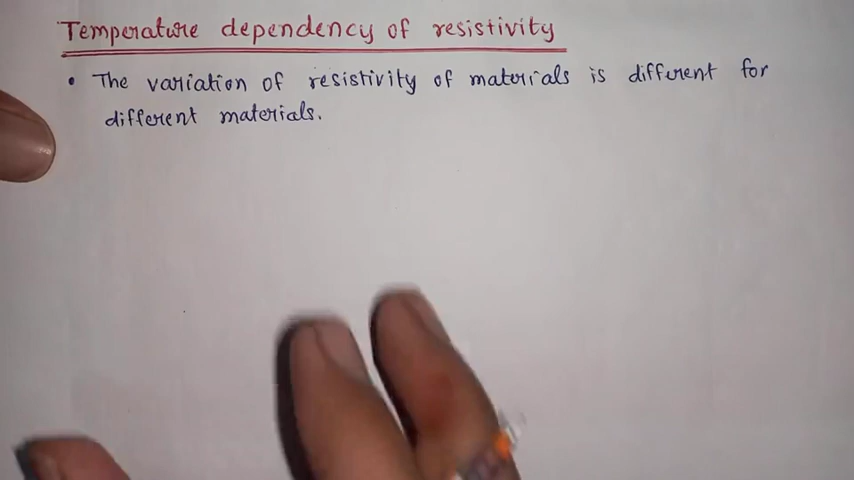 Temperature dependency of resistivity
• The variation of resistivity of materials is different for
different materials.